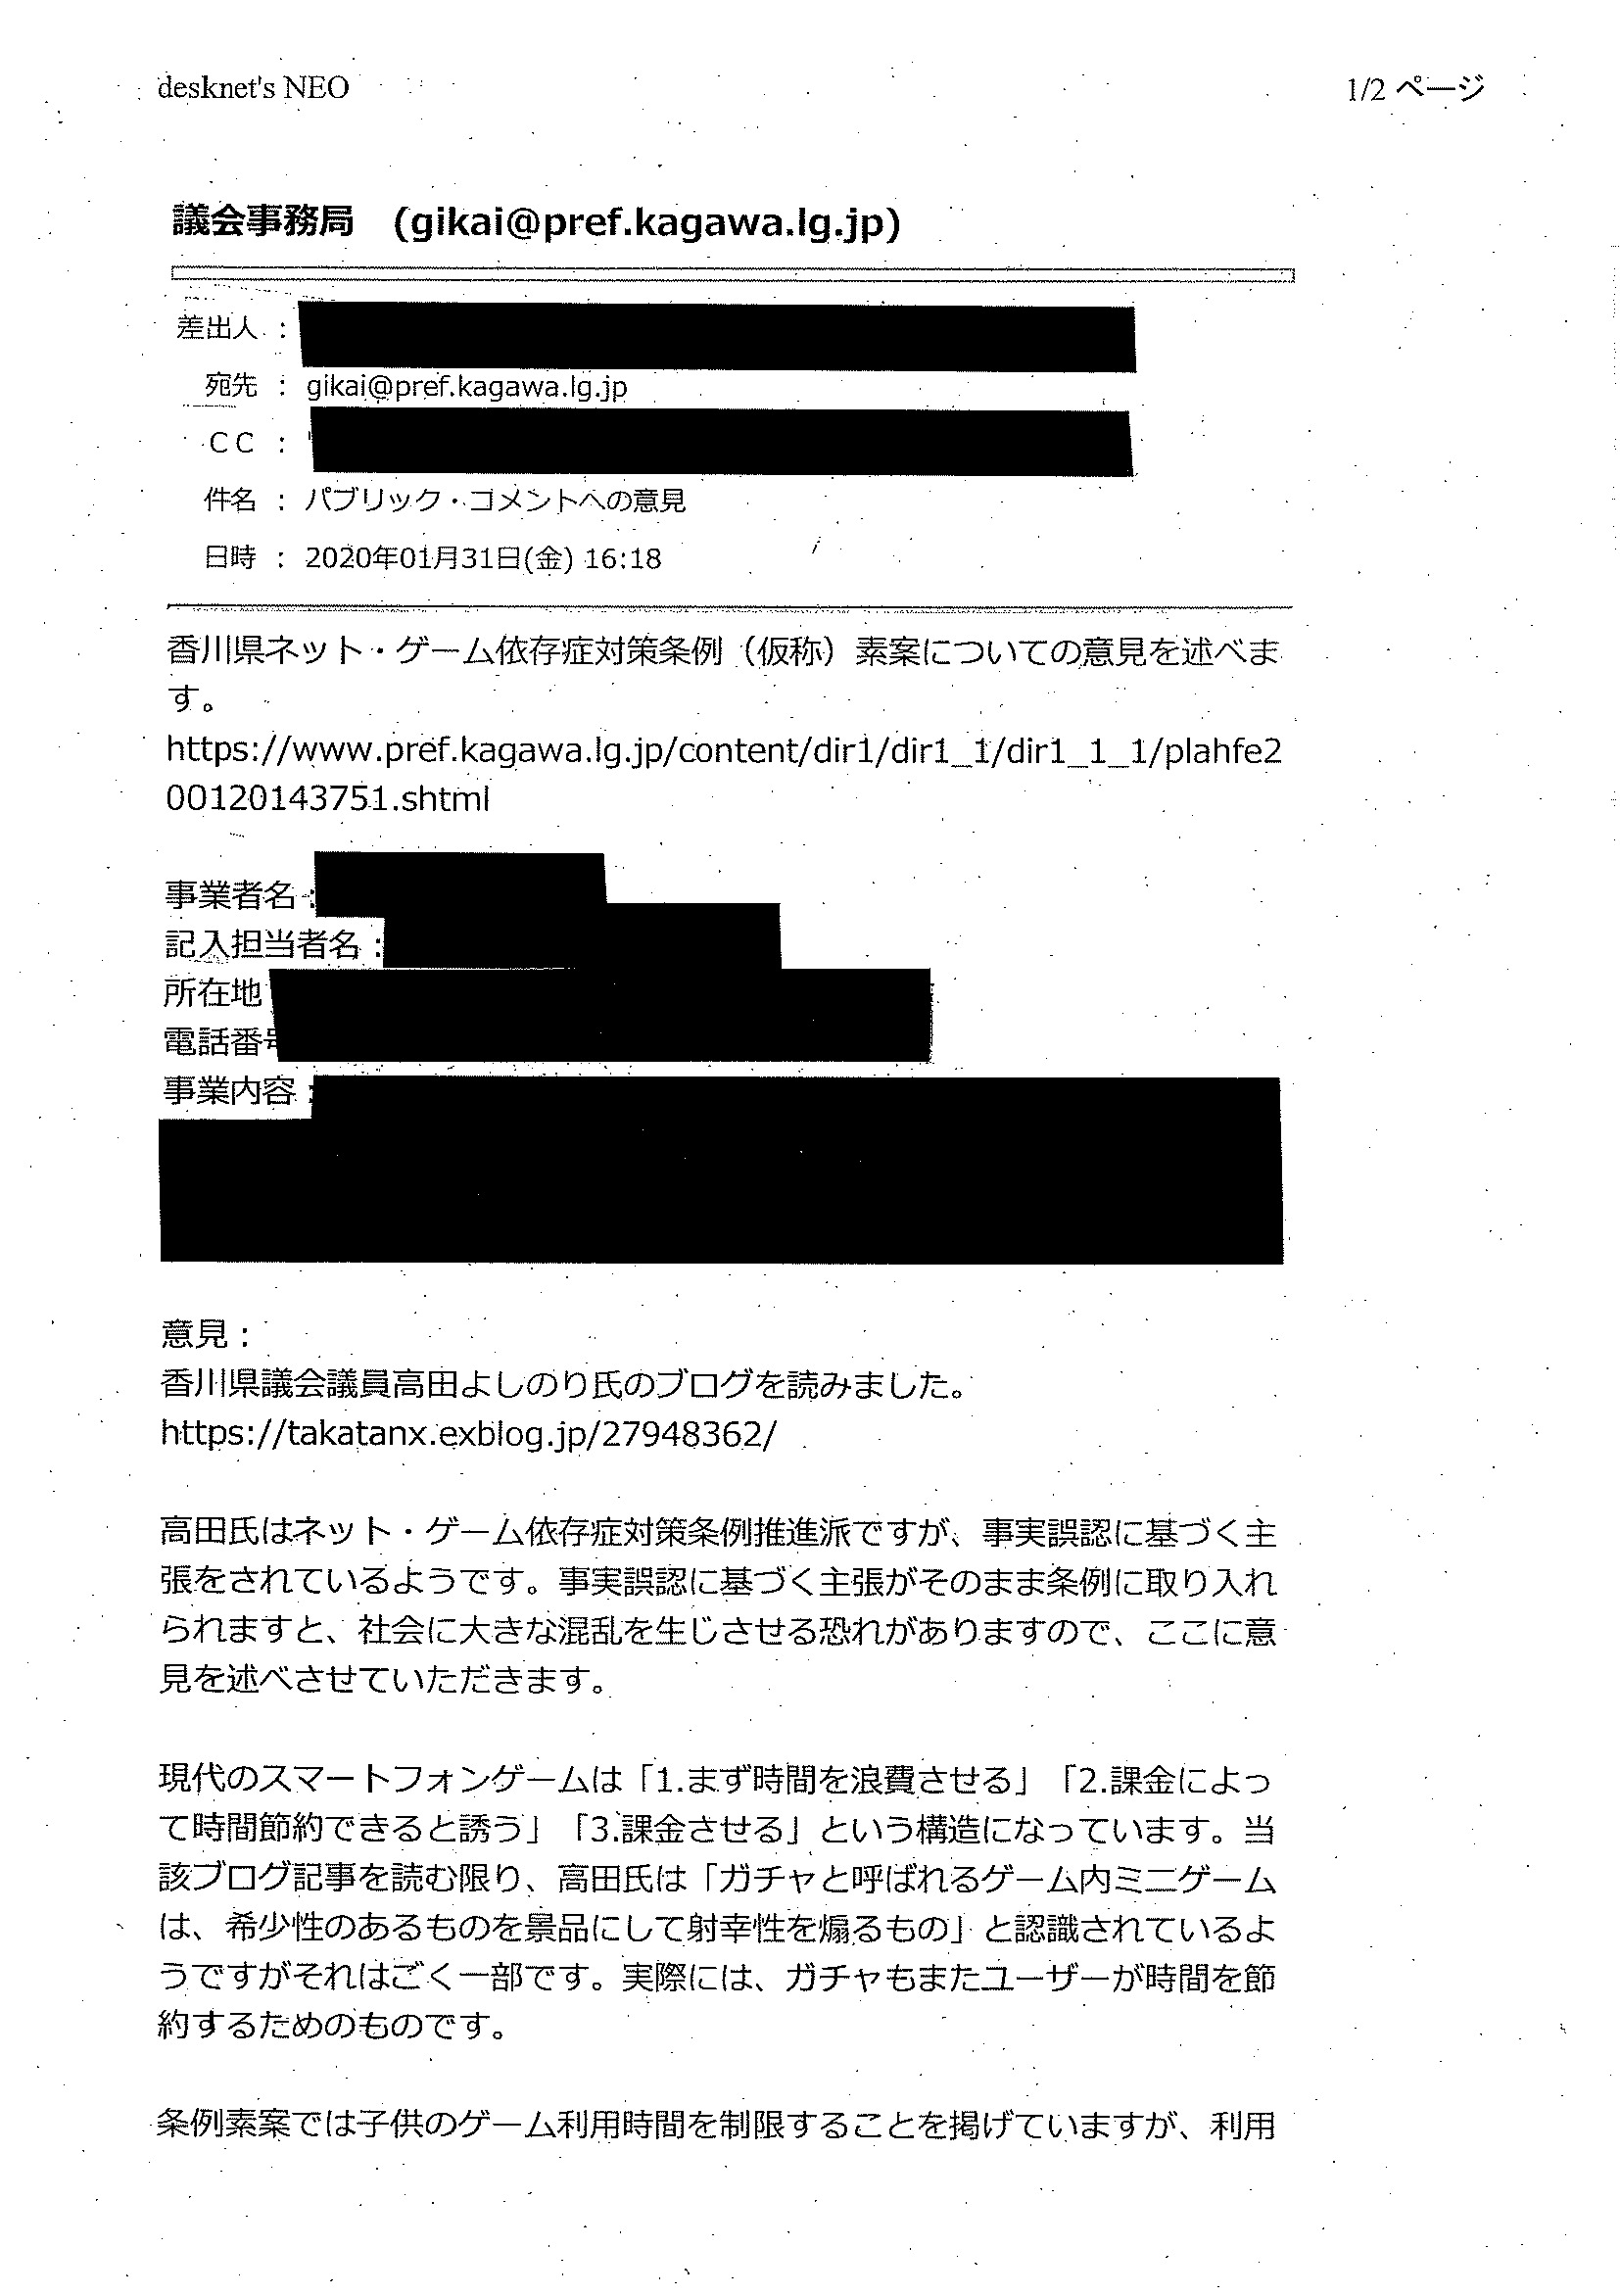 desknet's NEO
1/2 ページ
議会事務局 (gikai@pref.kagawa.lg.jp)
差出人 :
宛先 : gikai@pref.kagawa.lg.jp
CC :
件名 : パブリック・コメントへの意見
日時 : 2020年01月31日(金) 16:18
香川県ネット・ゲーム依存症対策条例（仮称）素案についての意見を述べま
す。
https://www.pref.kagawa.lg.jp/content/dir1/dir1_1/dir1_1_1/plahfe2
00120143751.shtml
事業者名:
記入担当者名:
所在地
電話番号
事業内容:
意見：
香川県議会議員高田よしのり氏のブログを読みました。
https://takatanx.exblog.jp/27948362/
高田氏はネット・ゲーム依存症対策条例推進派ですが、事実誤認に基づく主
張をされているようです。事実誤認に基づく主張がそのまま条例に取り入れ
られますと、社会に大きな混乱を生じさせる恐れがありますので、ここに意
見を述べさせていただきます。
現代のスマートフォンゲームは「1.まず時間を浪費させる」「2.課金によっ
て時間節約できると誘う」「3.課金させる」という構造になっています。当
該ブログ記事を読む限り、高田氏は「ガチャと呼ばれるゲーム内ミニゲーム
は、希少性のあるものを景品にして射幸性を煽るもの」と認識されているよ
うですがそれはごく一部です。実際には、ガチャもまたユーザーが時間を節
約するためのものです。
条例素案では子供のゲーム利用時間を制限することを掲げていますが、利用